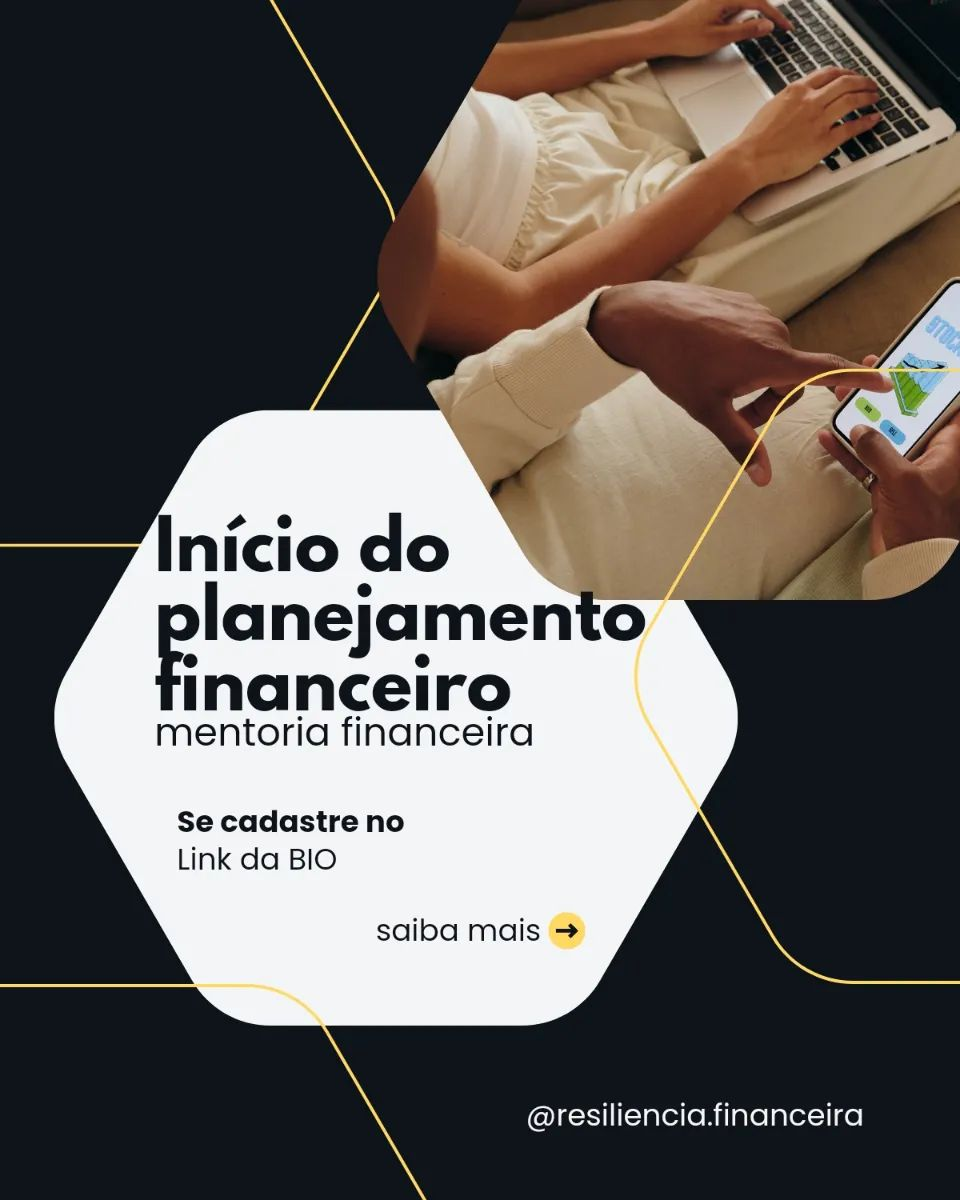 Início do
planejamento
financeiro
mentoria financeira
Se cadastre no
Link da BIO
saiba mais
@resiliencia.financeira